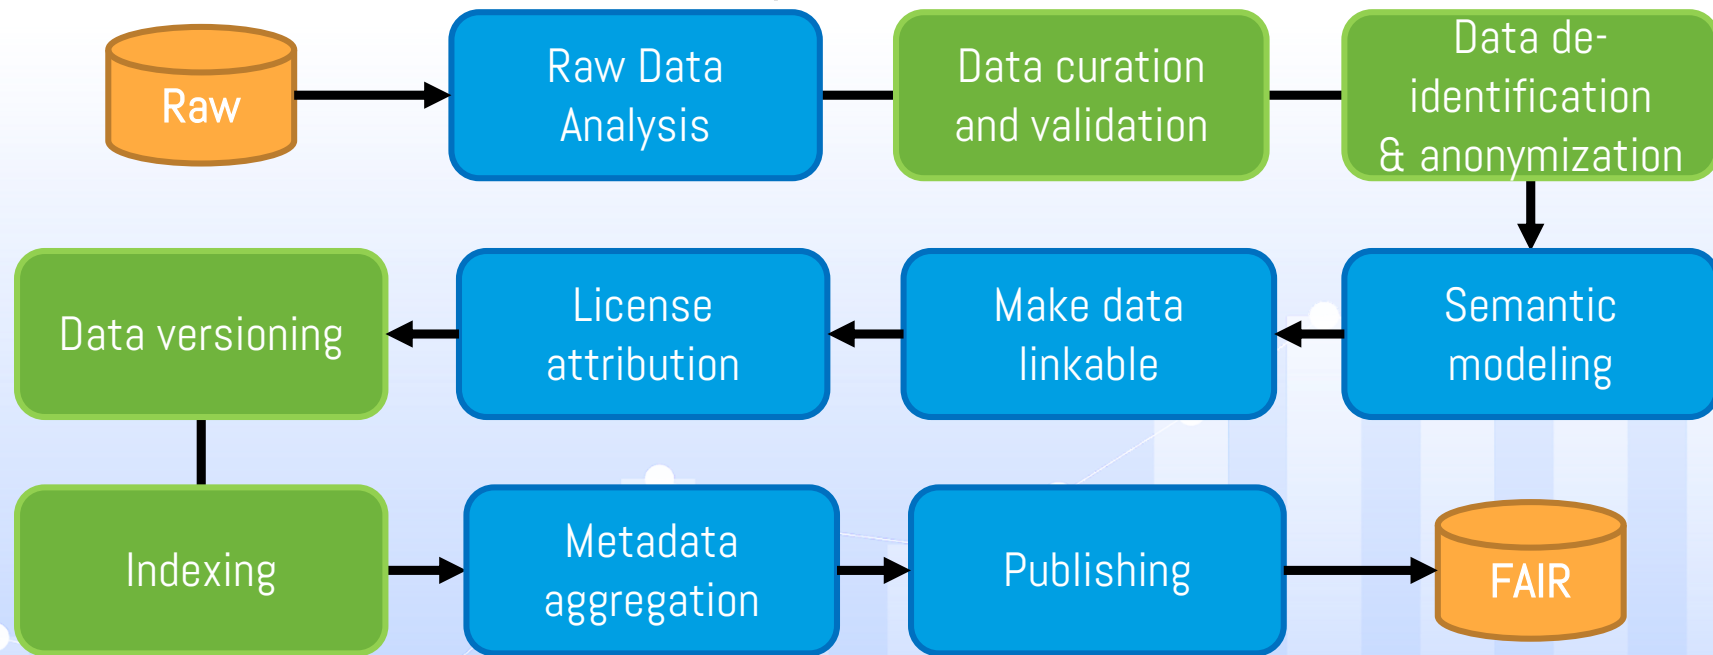 Raw
Raw Data
Analysis
Data curation
and validation
Data de-
identification
& anonymization
Data versioning
License
attribution
Make data
linkable
Semantic
modeling
Indexing
Metadata
aggregation
Publishing
FAIR